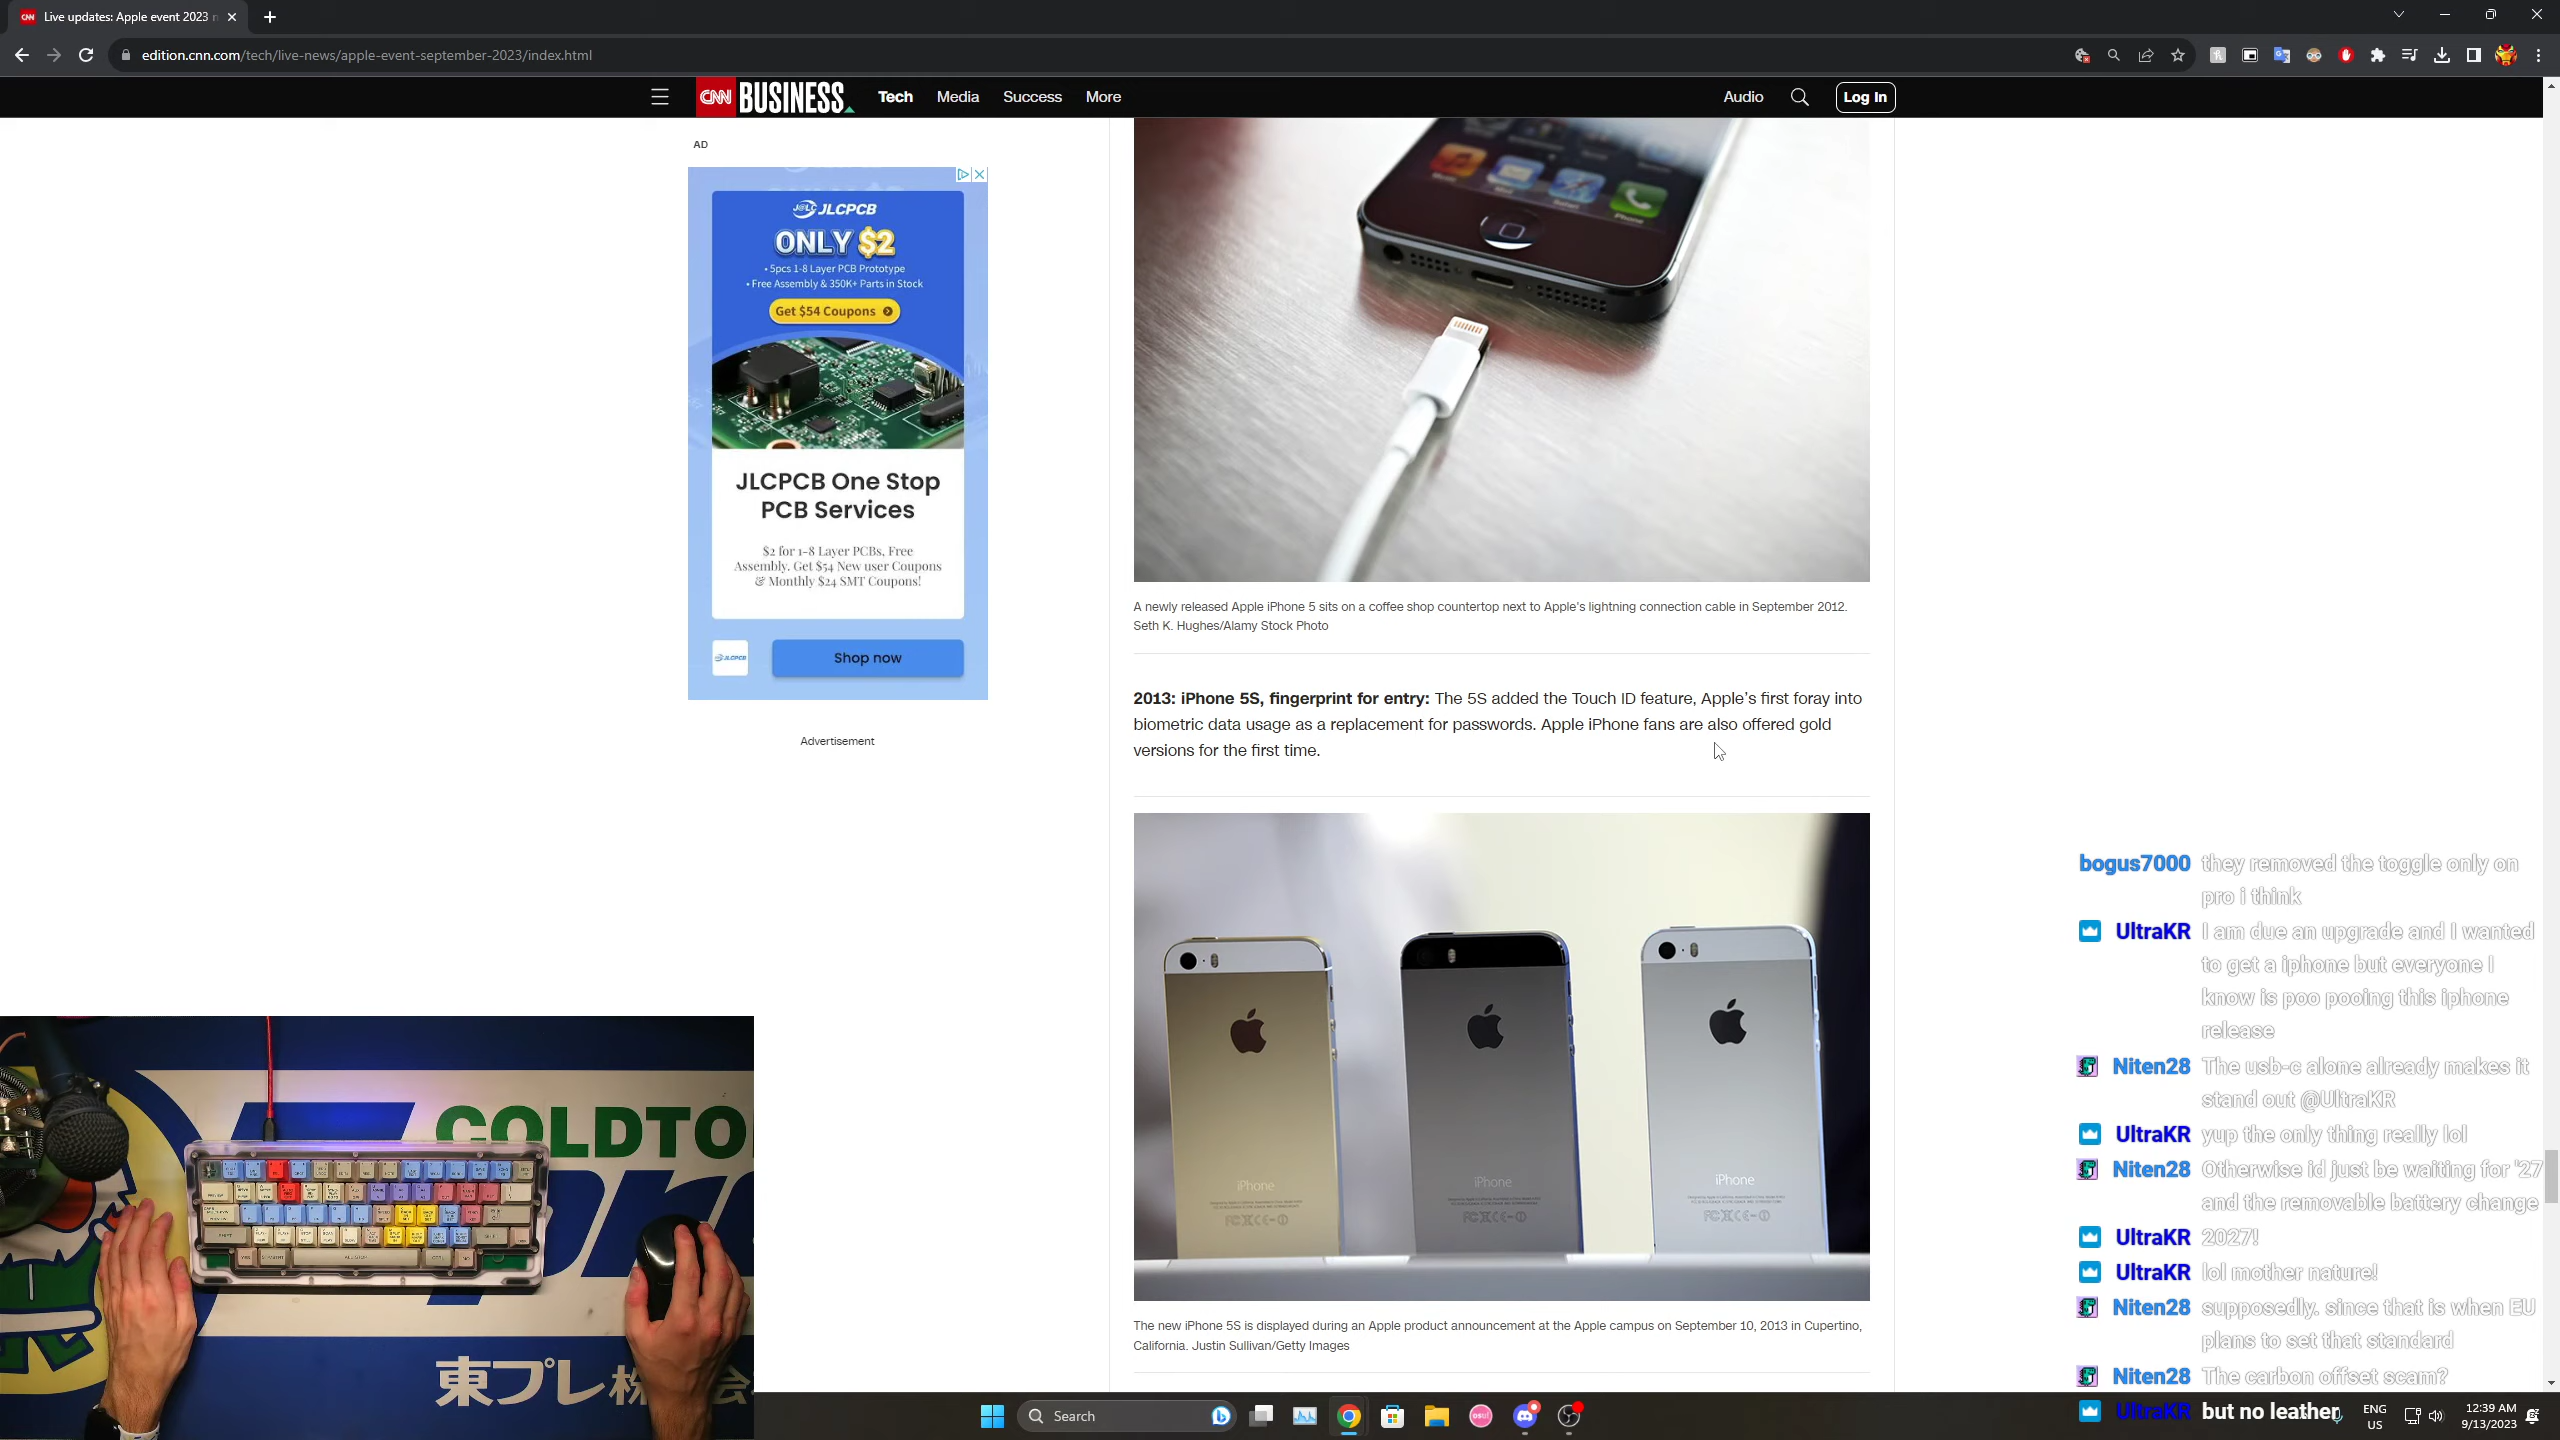 Live updates: Apple event 2023 n
edition.cnn.com/tech/live-news/apple-event-september-2023/index.html
CNN BUSINESS Tech Media Success More Audio Log In
AD
JLCPCB
ONLY $2
• 5pcs 1-8 Layer PCB Prototype
• Free Assembly & 350K+ Parts in Stock
Get $54 Coupons
JLCPCB One Stop
PCB Services
$2 for 1-8 Layer PCBs, Free
Assembly. Get $54 New user Coupons
& Monthly $24 SMT Coupons!
JLCPCB
Shop now
Advertisement
A newly released Apple iPhone 5 sits on a coffee shop countertop next to Apple's lightning connection cable in September 2012.
Seth K. Hughes/Alamy Stock Photo
2013: iPhone 5S, fingerprint for entry: The 5S added the Touch ID feature, Apple's first foray into
biometric data usage as a replacement for passwords. Apple iPhone fans are also offered gold
versions for the first time.
iPhone
iPhone
iPhone
The new iPhone 5S is displayed during an Apple product announcement at the Apple campus on September 10, 2013 in Cupertino,
California. Justin Sullivan/Getty Images
bogus7000 they removed the toggle only on
pro i think
UltraKR I am due an upgrade and I wanted
to get a iphone but everyone I
know is poo pooing this iphone
release
Niten28 The usb-c alone already makes it
stand out @UltraKR
UltraKR yup the only thing really lol
Niten28 Otherwise id just be waiting for '27
and the removable battery change
UltraKR 2027!
UltraKR lol mother nature!
Niten28 supposedly. since that is when EU
plans to set that standard
Niten28 The carbon offset scam?
UltraKR but no leather
COLDTO
東プレ株
Search
ENG
US
12:39 AM
9/13/2023